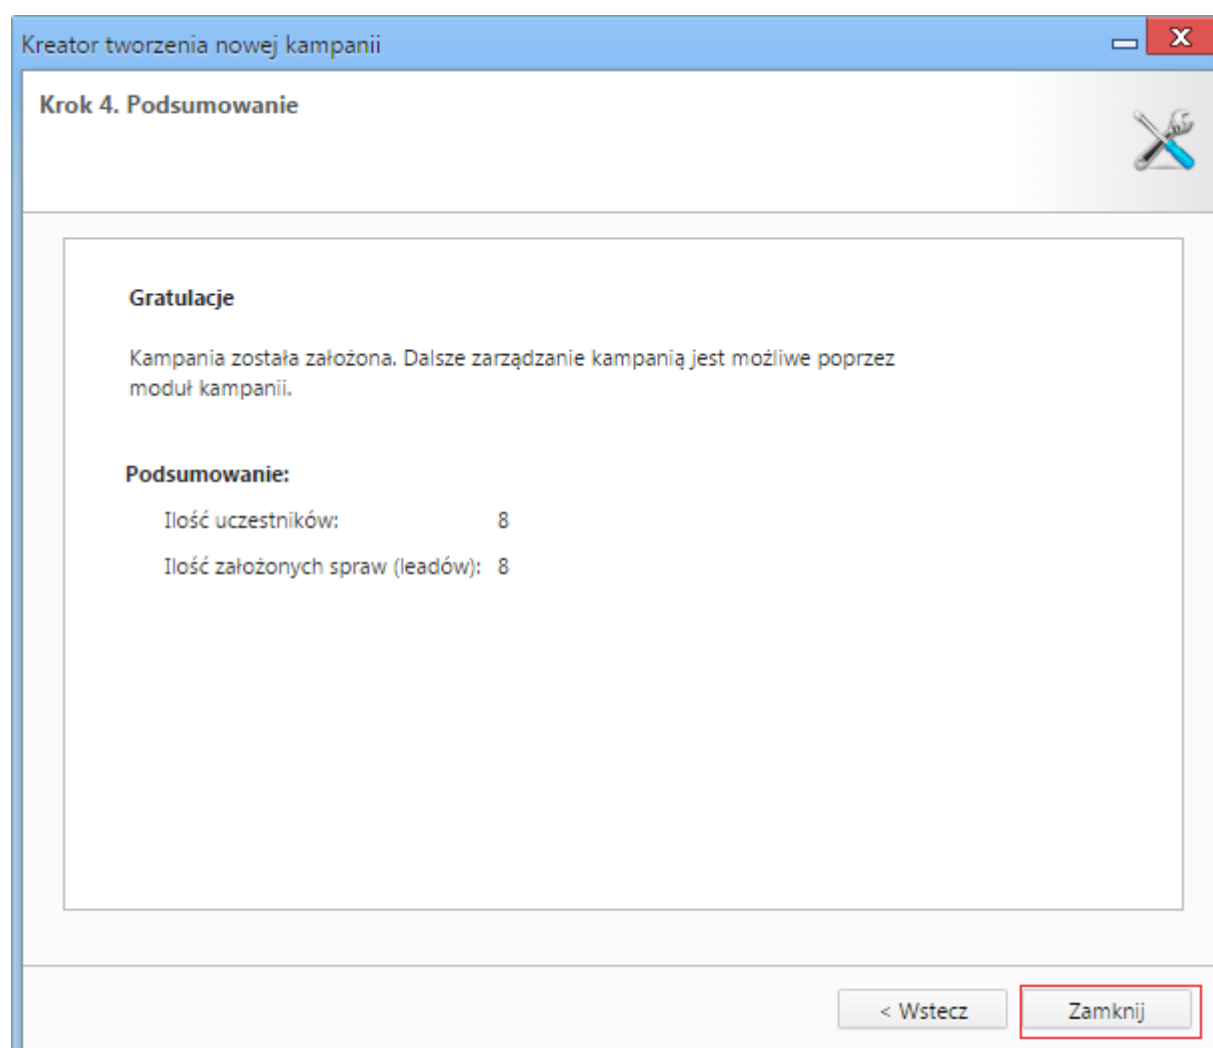 Kreator tworzenia nowej kampanii
Krok 4. Podsumowanie
Gratulacje
Kampania została założona. Dalsze zarządzanie kampanią jest możliwe poprzez
moduł kampanii.
Podsumowanie:
Ilość uczestników: 8
Ilość założonych spraw (leadów): 8
< Wstecz Zamknij